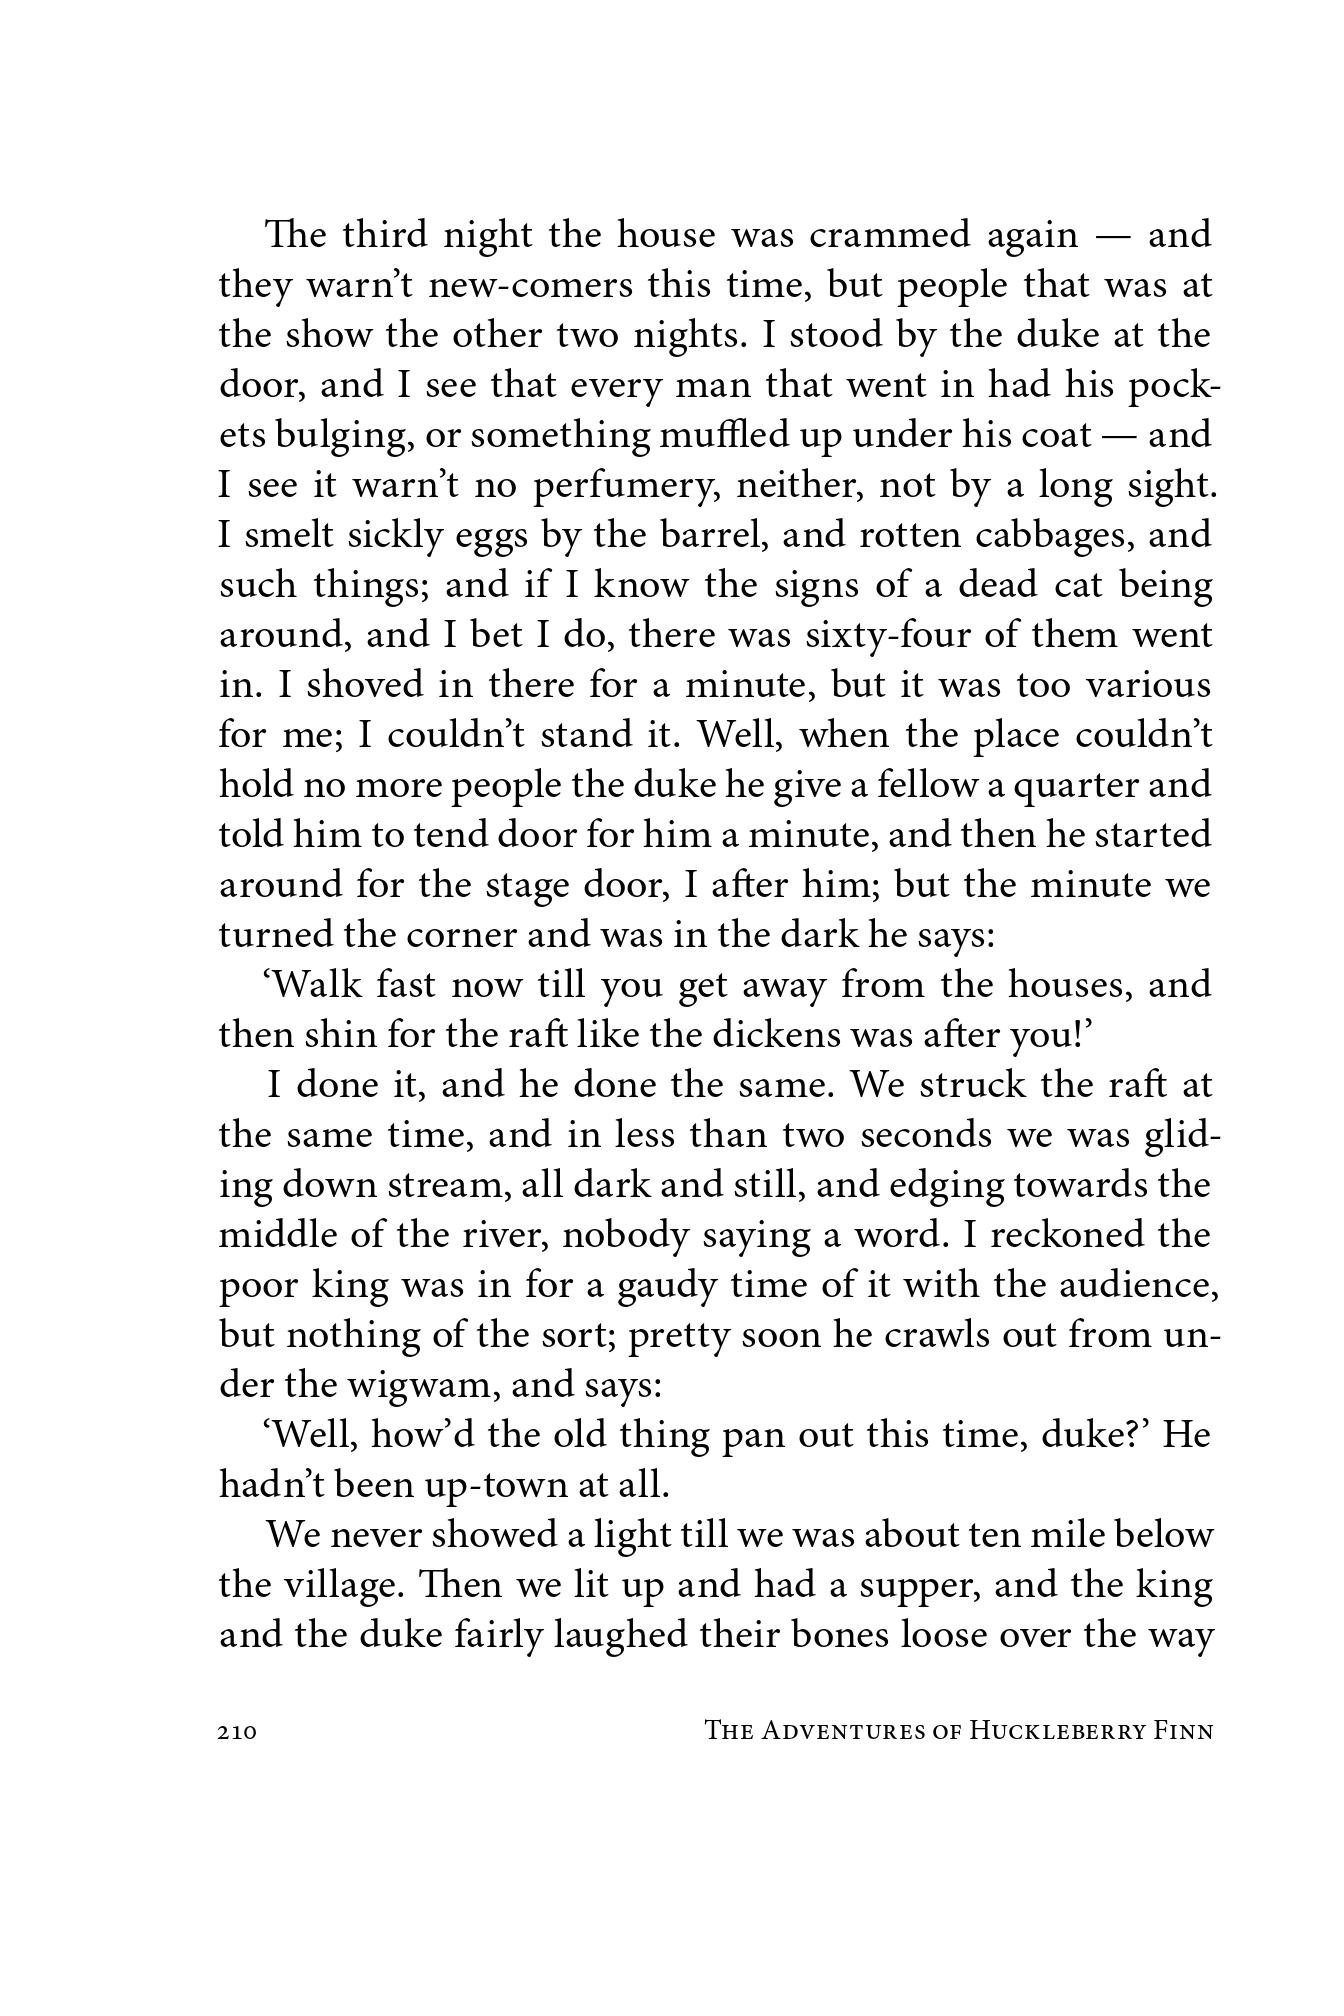 The third night the house was crammed again — and
they warn’t new-comers this time, but people that was at
the show the other two nights. I stood by the duke at the
door, and I see that every man that went in had his pock-
ets bulging, or something muffled up under his coat — and
I see it warn’t no perfumery, neither, not by a long sight.
I smelt sickly eggs by the barrel, and rotten cabbages, and
such things; and if I know the signs of a dead cat being
around, and I bet I do, there was sixty-four of them went
in. I shoved in there for a minute, but it was too various
for me; I couldn’t stand it. Well, when the place couldn’t
hold no more people the duke he give a fellow a quarter and
told him to tend door for him a minute, and then he started
around for the stage door, I after him; but the minute we
turned the corner and was in the dark he says:
‘Walk fast now till you get away from the houses, and
then shin for the raft like the dickens was after you!’
I done it, and he done the same. We struck the raft at
the same time, and in less than two seconds we was glid-
ing down stream, all dark and still, and edging towards the
middle of the river, nobody saying a word. I reckoned the
poor king was in for a gaudy time of it with the audience,
but nothing of the sort; pretty soon he crawls out from un-
der the wigwam, and says:
‘Well, how’d the old thing pan out this time, duke?’ He
hadn’t been up-town at all.
We never showed a light till we was about ten mile below
the village. Then we lit up and had a supper, and the king
and the duke fairly laughed their bones loose over the way
210 The Adventures of Huckleberry Finn